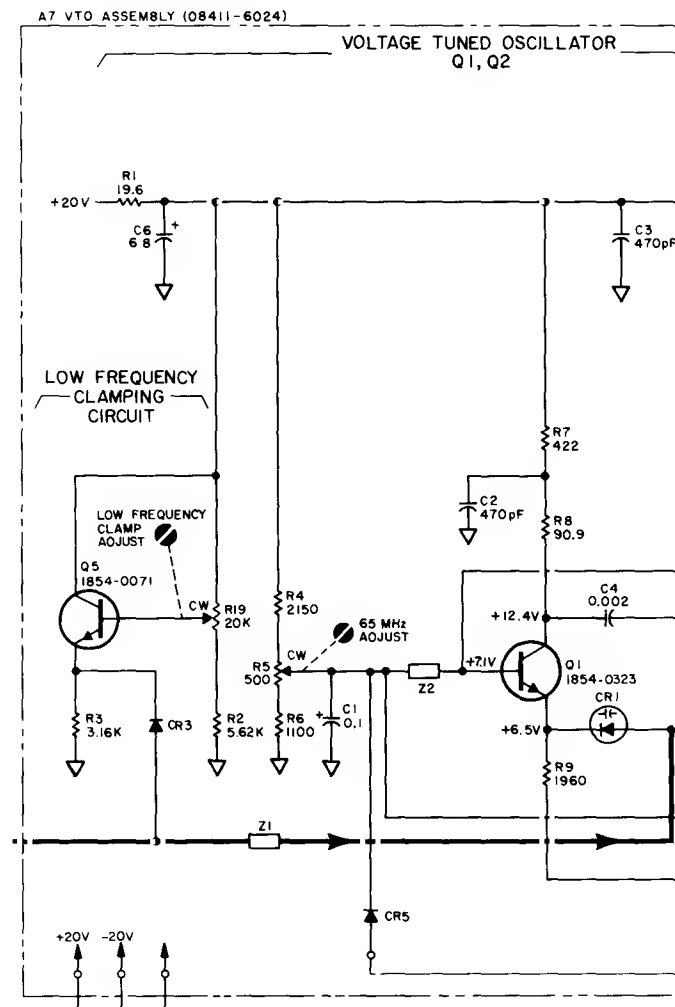 A7 VTO ASSEMBLY (08411-6024)
VOLTAGE TUNED OSCILLATOR
Q1, Q2
R1
19.6
+20V
C6
6.8
+
C3
470pF
LOW FREQUENCY
CLAMPING
CIRCUIT
R7
422
C2
470pF
R8
90.9
LOW FREQUENCY
CLAMP
ADJUST
Q5
1854-0071
CW
R19
20K
R4
2150
65 MHz
ADJUST
C4
0.002
+12.4V
R5
500
CW
Z2
+7.1V
Q1
1854-0323
CR1
R3
3.16K
CR3
R2
5.62K
R6
1100
+
C1
0.1
+6.5V
R9
1960
Z1
CR5
+20V
-20V